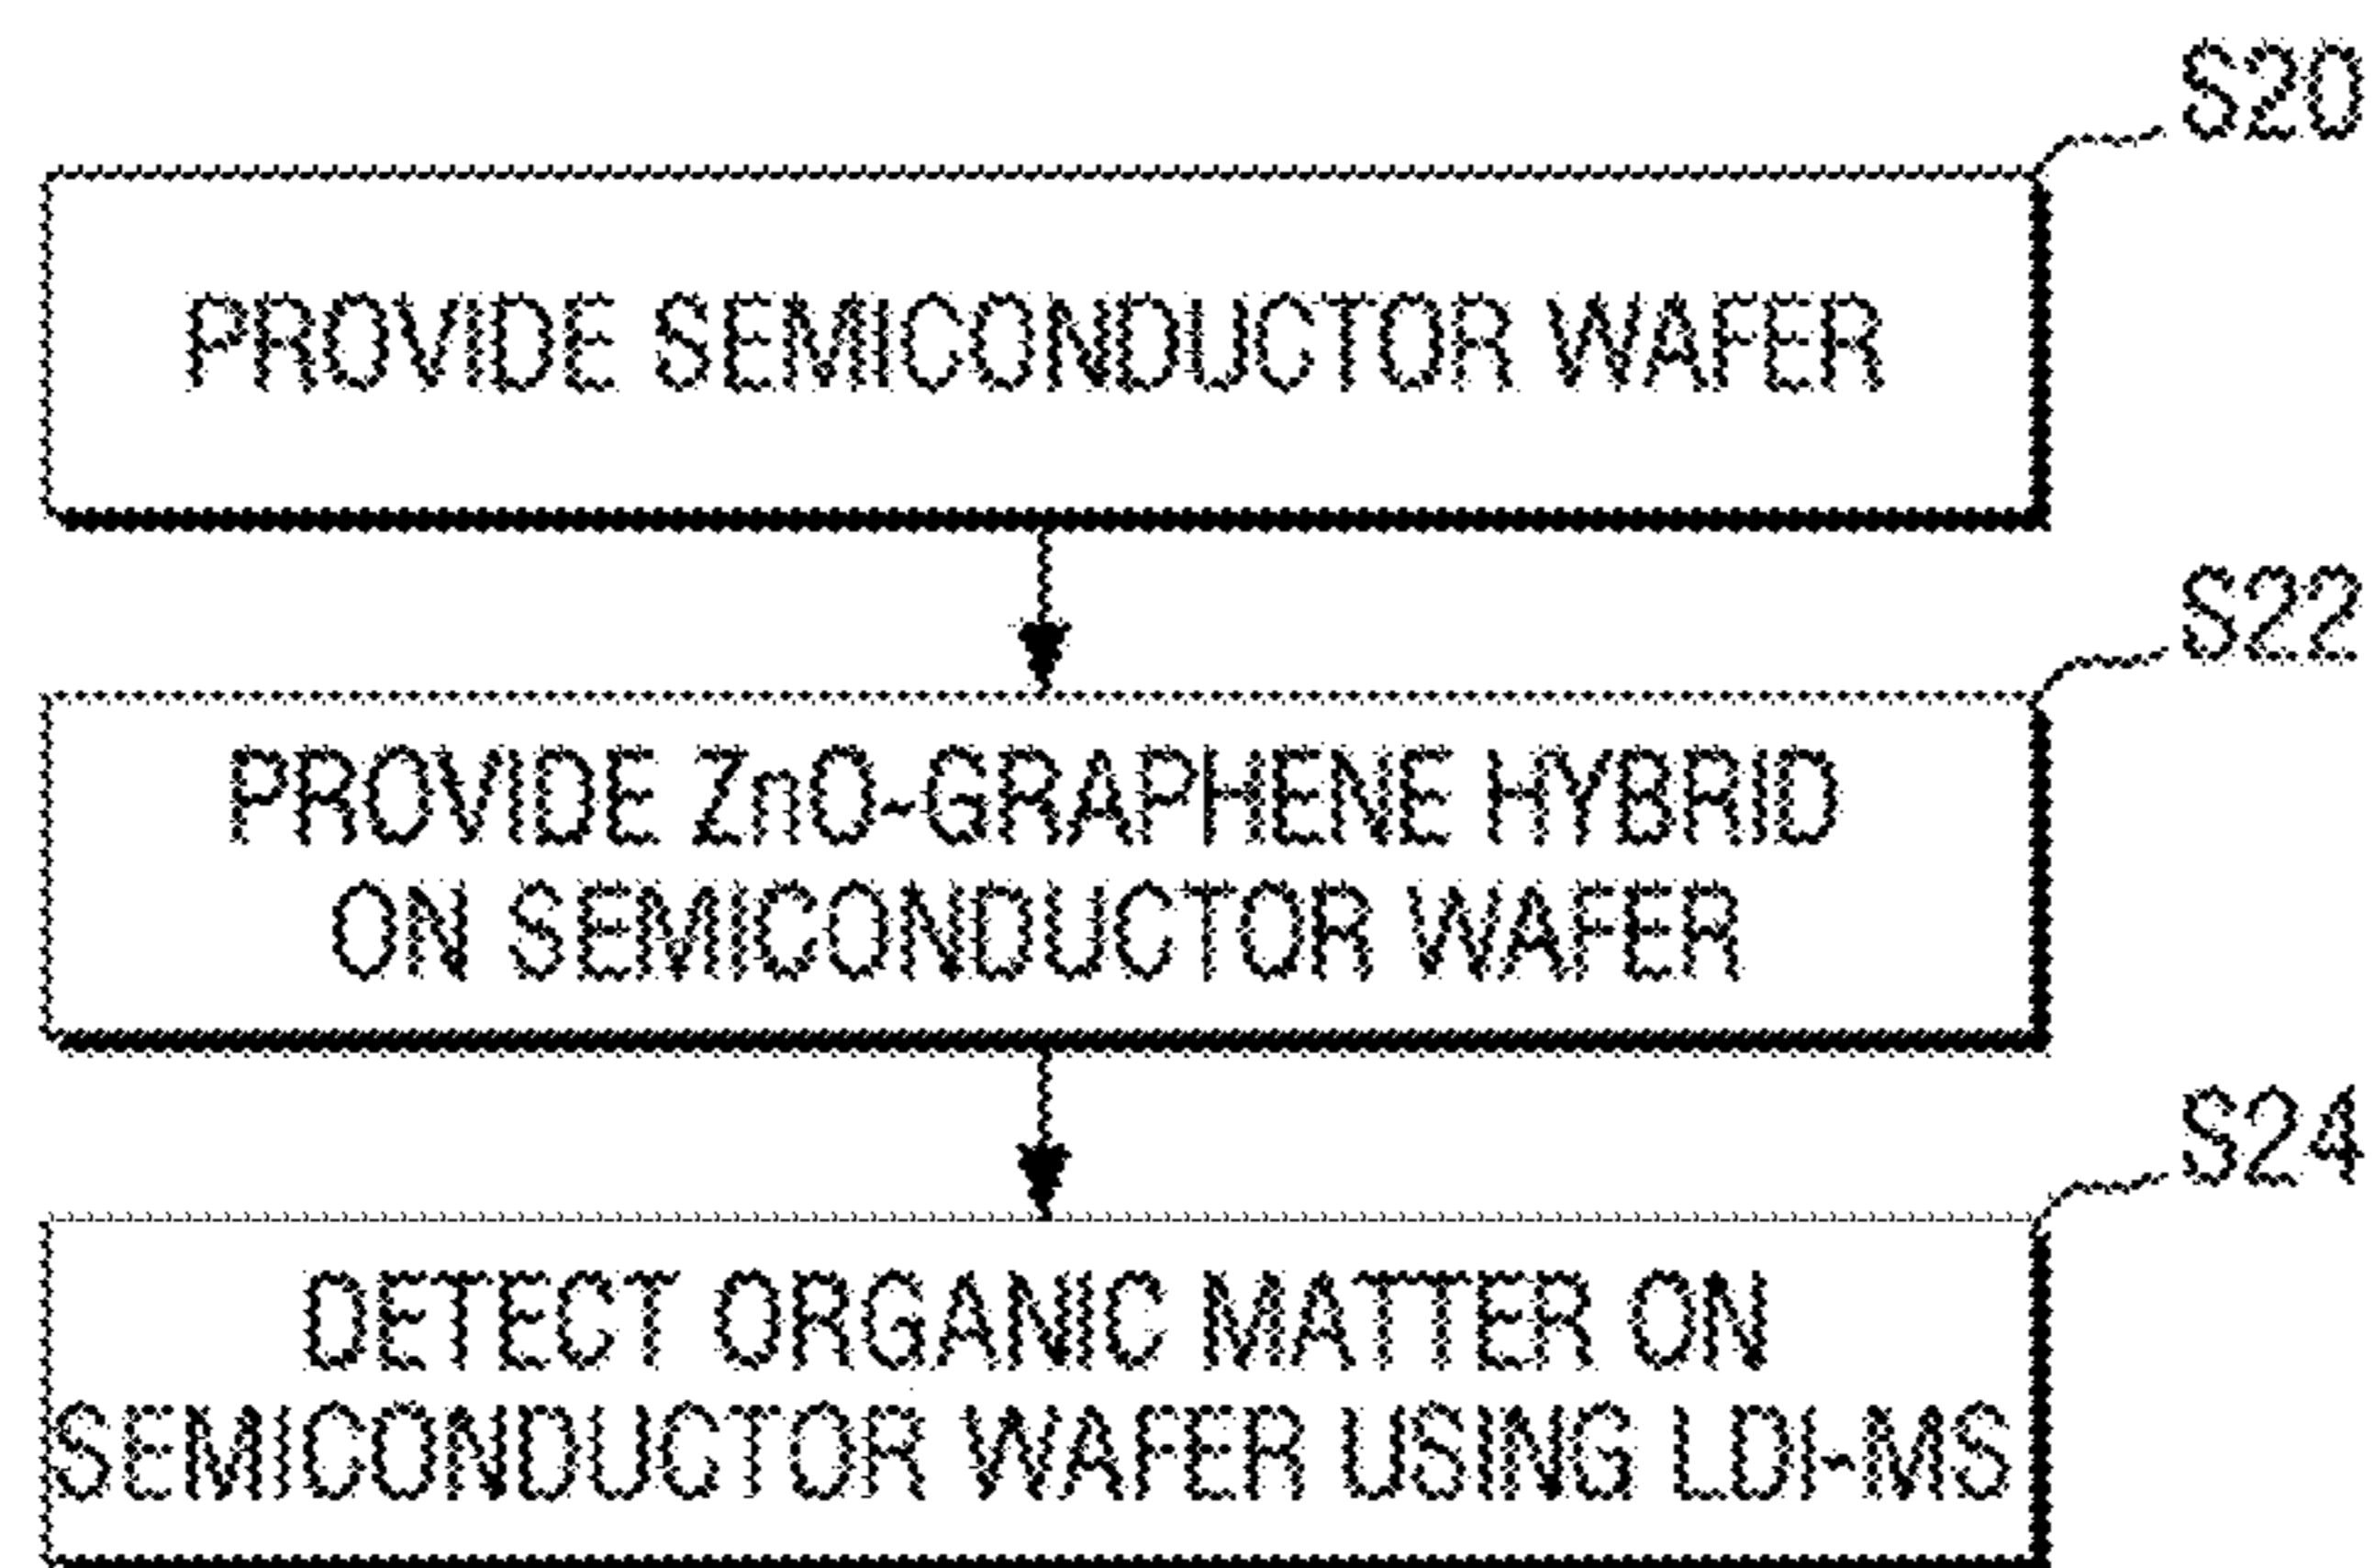 S20
PROVIDE SEMICONDUCTOR WAFER
S22
PROVIDE ZnO-GRAPHENE HYBRID
ON SEMICONDUCTOR WAFER
S24
DETECT ORGANIC MATTER ON
SEMICONDUCTOR WAFER USING LDI-MS